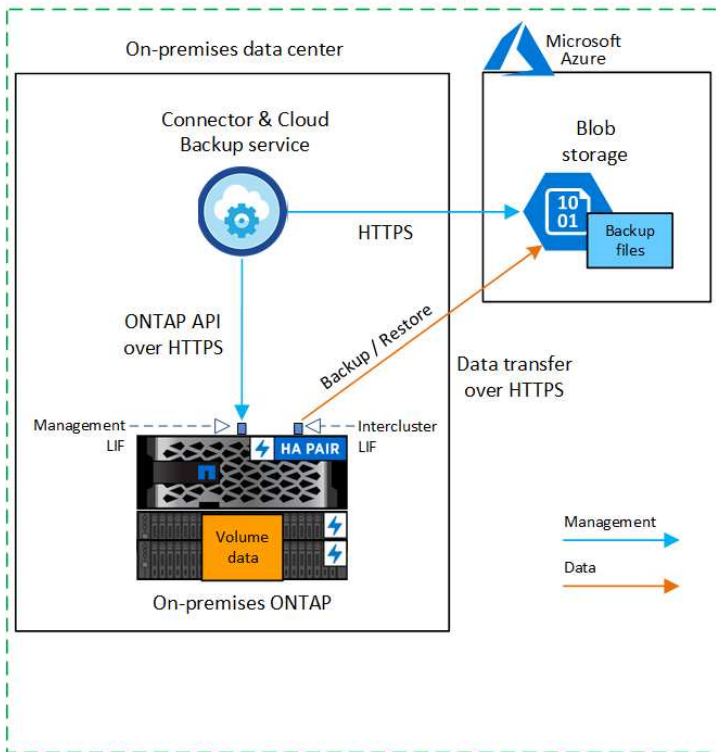 On-premises data center
Microsoft
Azure
Connector & Cloud
Backup service
Blob
storage
10
01
Backup
files
HTTPS
ONTAP API
over HTTPS
Backup / Restore
Data transfer
over HTTPS
Management
LIF
Intercluster
LIF
HA PAIR
Volume
data
On-premises ONTAP
Management
Data